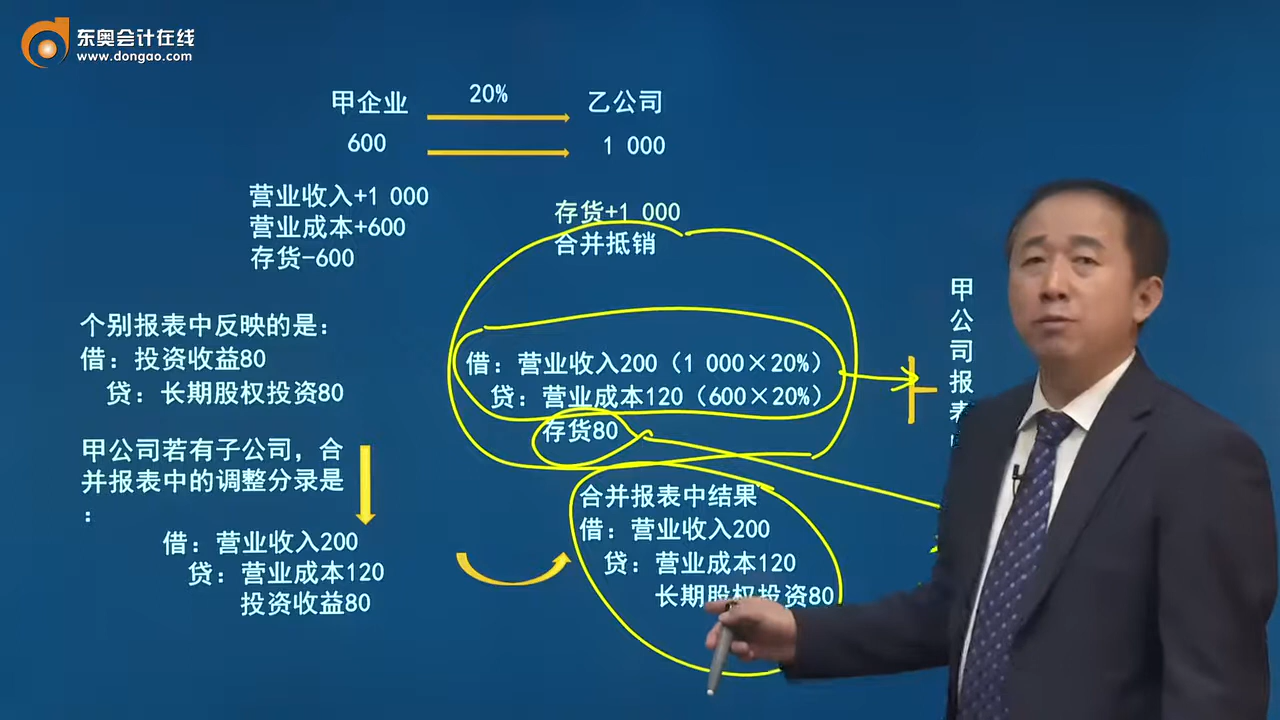 东奥会计在线
www.dongao.com
甲企业 20% 乙公司
600 1 000
营业收入+1 000
营业成本+600
存货-600
存货+1 000
合并抵销
个别报表中反映的是：
借：投资收益80
贷：长期股权投资80
借：营业收入200（1 000×20%）
贷：营业成本120（600×20%）
存货80
甲公司若有子公司，合
并报表中的调整分录是
：
借：营业收入200
贷：营业成本120
投资收益80
合并报表中结果
借：营业收入200
贷：营业成本120
长期股权投资80
甲
公
司
报
表